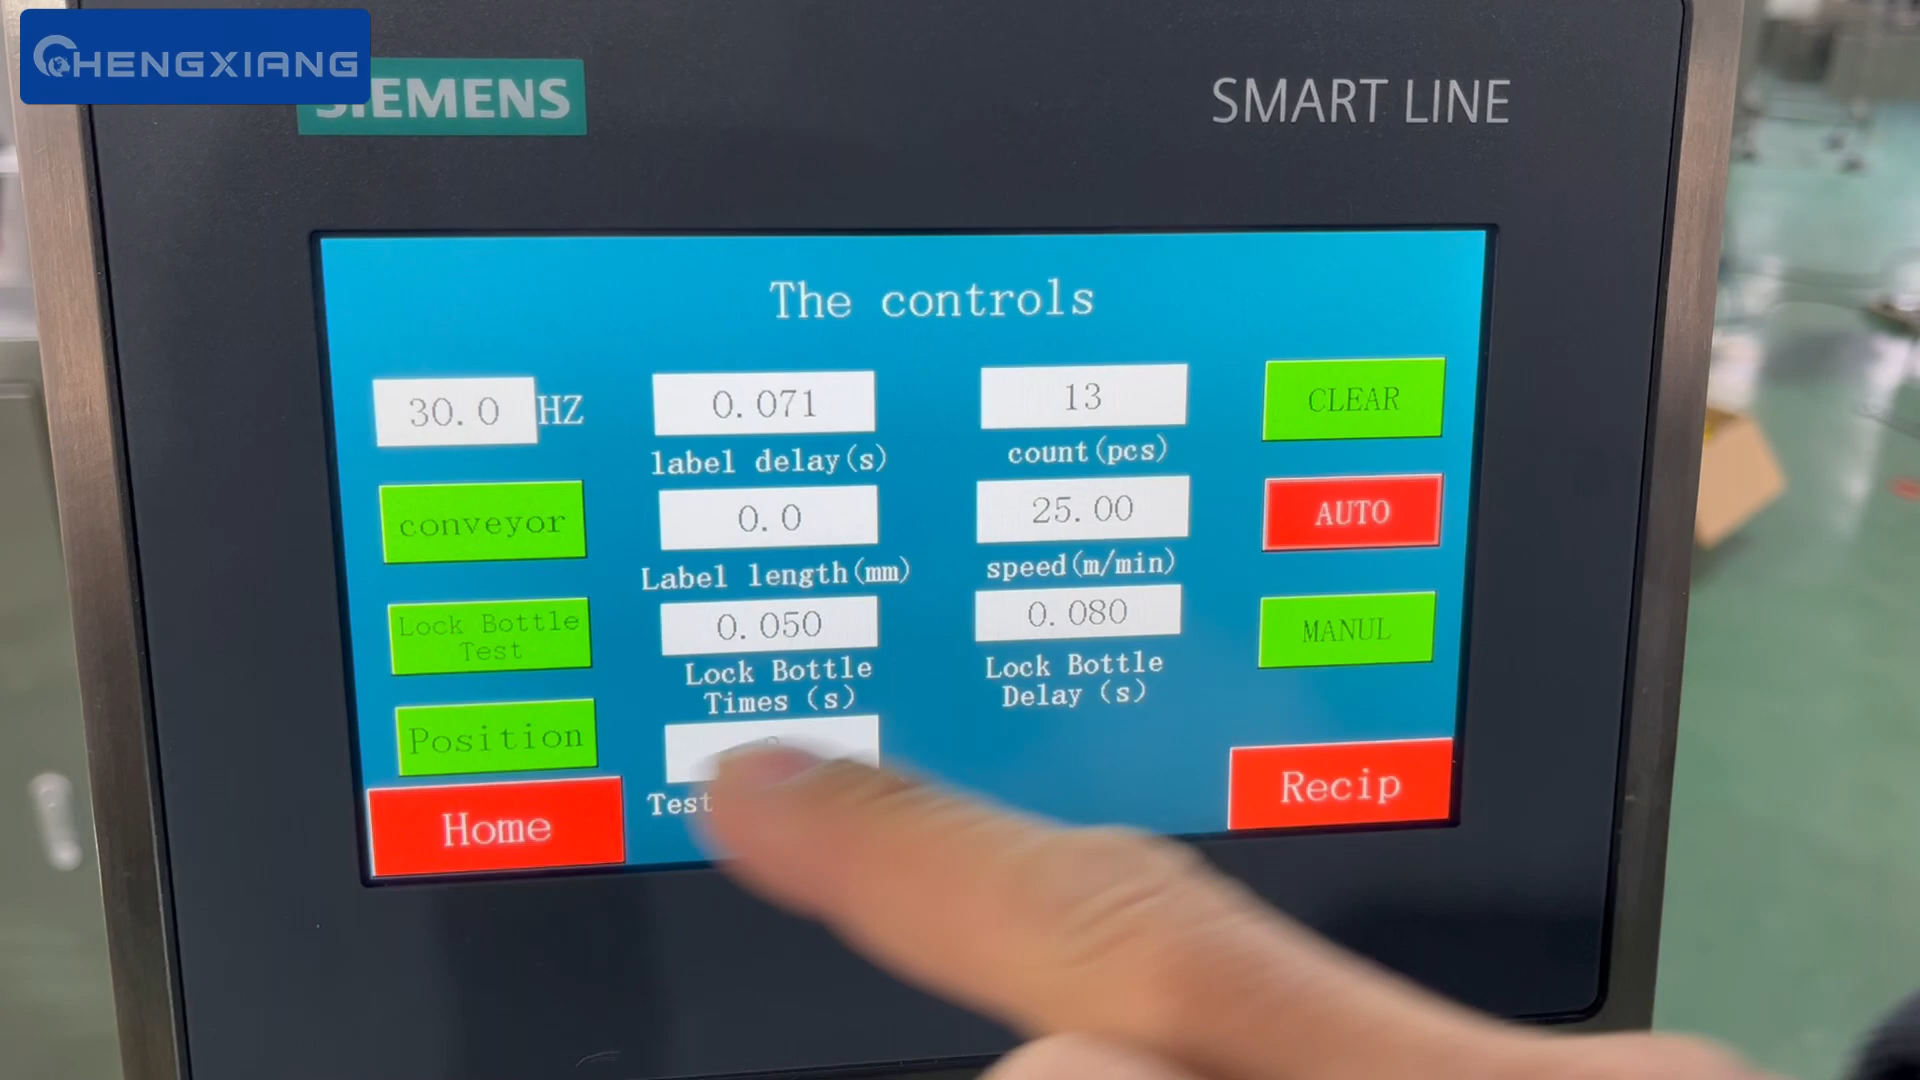 CHENGXIANG
SIEMENS
SMART LINE
The controls
30.0 HZ
0.071
13
CLEAR
label delay(s)
count(pcs)
conveyor
0.0
25.00
AUTO
Label length(mm)
speed(m/min)
Lock Bottle
Test
0.050
0.080
MANUL
Lock Bottle
Times (s)
Lock Bottle
Delay (s)
Position
Home
Test
Recip